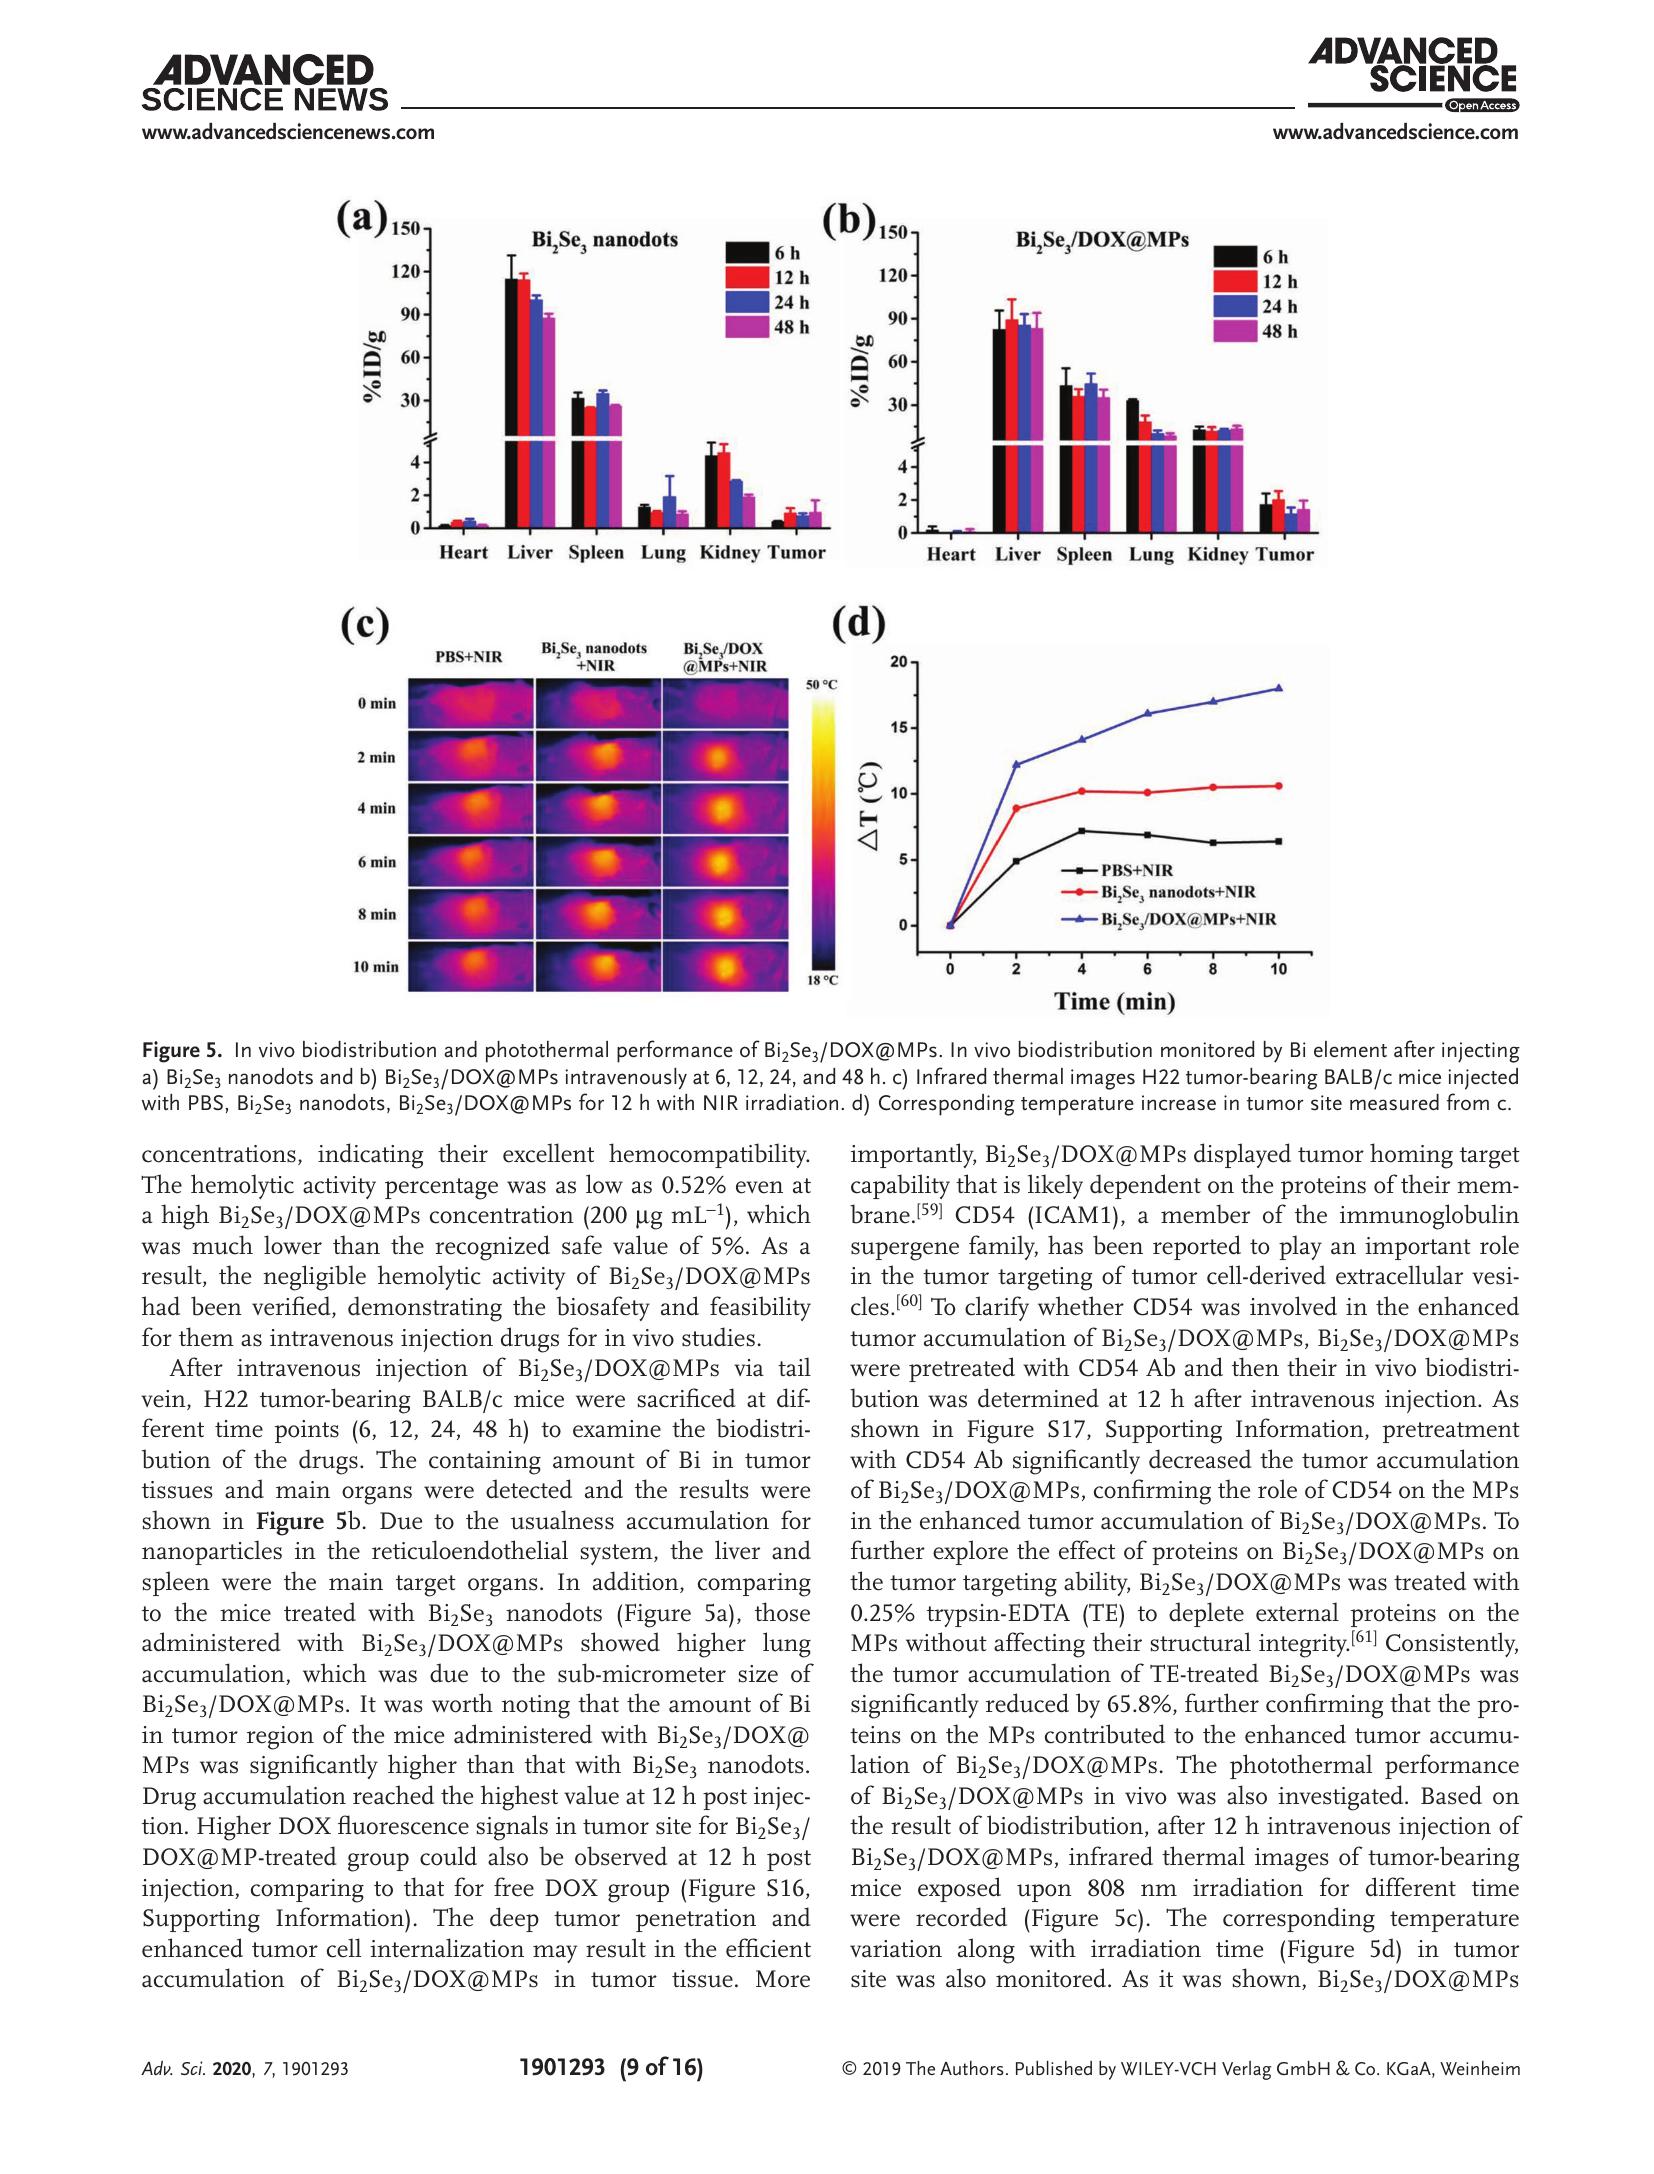 ADVANCED
SCIENCE NEWS
www.advancedsciencenews.com
ADVANCED
SCIENCE
Open Access
www.advancedscience.com
(a)
Bi2Se3 nanodots
%ID/g
150
120
90
60
30
4
2
0
6 h
12 h
24 h
48 h
Heart Liver Spleen Lung Kidney Tumor
(b)
Bi2Se3/DOX@MPs
%ID/g
150
120
90
60
30
4
2
0
6 h
12 h
24 h
48 h
Heart Liver Spleen Lung Kidney Tumor
(c)
PBS+NIR
Bi2Se3 nanodots
+NIR
Bi2Se3/DOX
@MPs+NIR
0 min
2 min
4 min
6 min
8 min
10 min
50 °C
18 °C
(d)
△T (℃)
20
15
10
5
0
PBS+NIR
Bi2Se3 nanodots+NIR
Bi2Se3/DOX@MPs+NIR
0 2 4 6 8 10
Time (min)
Figure 5. In vivo biodistribution and photothermal performance of Bi2Se3/DOX@MPs. In vivo biodistribution monitored by Bi element after injecting
a) Bi2Se3 nanodots and b) Bi2Se3/DOX@MPs intravenously at 6, 12, 24, and 48 h. c) Infrared thermal images H22 tumor-bearing BALB/c mice injected
with PBS, Bi2Se3 nanodots, Bi2Se3/DOX@MPs for 12 h with NIR irradiation. d) Corresponding temperature increase in tumor site measured from c.
concentrations, indicating their excellent hemocompatibility.
The hemolytic activity percentage was as low as 0.52% even at
a high Bi2Se3/DOX@MPs concentration (200 µg mL−1), which
was much lower than the recognized safe value of 5%. As a
result, the negligible hemolytic activity of Bi2Se3/DOX@MPs
had been verified, demonstrating the biosafety and feasibility
for them as intravenous injection drugs for in vivo studies.
After intravenous injection of Bi2Se3/DOX@MPs via tail
vein, H22 tumor-bearing BALB/c mice were sacrificed at dif-
ferent time points (6, 12, 24, 48 h) to examine the biodistri-
bution of the drugs. The containing amount of Bi in tumor
tissues and main organs were detected and the results were
shown in Figure 5b. Due to the usualness accumulation for
nanoparticles in the reticuloendothelial system, the liver and
spleen were the main target organs. In addition, comparing
to the mice treated with Bi2Se3 nanodots (Figure 5a), those
administered with Bi2Se3/DOX@MPs showed higher lung
accumulation, which was due to the sub-micrometer size of
Bi2Se3/DOX@MPs. It was worth noting that the amount of Bi
in tumor region of the mice administered with Bi2Se3/DOX@
MPs was significantly higher than that with Bi2Se3 nanodots.
Drug accumulation reached the highest value at 12 h post injec-
tion. Higher DOX fluorescence signals in tumor site for Bi2Se3/
DOX@MP-treated group could also be observed at 12 h post
injection, comparing to that for free DOX group (Figure S16,
Supporting Information). The deep tumor penetration and
enhanced tumor cell internalization may result in the efficient
accumulation of Bi2Se3/DOX@MPs in tumor tissue. More
importantly, Bi2Se3/DOX@MPs displayed tumor homing target
capability that is likely dependent on the proteins of their mem-
brane.[59] CD54 (ICAM1), a member of the immunoglobulin
supergene family, has been reported to play an important role
in the tumor targeting of tumor cell-derived extracellular vesi-
cles.[60] To clarify whether CD54 was involved in the enhanced
tumor accumulation of Bi2Se3/DOX@MPs, Bi2Se3/DOX@MPs
were pretreated with CD54 Ab and then their in vivo biodistri-
bution was determined at 12 h after intravenous injection. As
shown in Figure S17, Supporting Information, pretreatment
with CD54 Ab significantly decreased the tumor accumulation
of Bi2Se3/DOX@MPs, confirming the role of CD54 on the MPs
in the enhanced tumor accumulation of Bi2Se3/DOX@MPs. To
further explore the effect of proteins on Bi2Se3/DOX@MPs on
the tumor targeting ability, Bi2Se3/DOX@MPs was treated with
0.25% trypsin-EDTA (TE) to deplete external proteins on the
MPs without affecting their structural integrity.[61] Consistently,
the tumor accumulation of TE-treated Bi2Se3/DOX@MPs was
significantly reduced by 65.8%, further confirming that the pro-
teins on the MPs contributed to the enhanced tumor accumu-
lation of Bi2Se3/DOX@MPs. The photothermal performance
of Bi2Se3/DOX@MPs in vivo was also investigated. Based on
the result of biodistribution, after 12 h intravenous injection of
Bi2Se3/DOX@MPs, infrared thermal images of tumor-bearing
mice exposed upon 808 nm irradiation for different time
were recorded (Figure 5c). The corresponding temperature
variation along with irradiation time (Figure 5d) in tumor
site was also monitored. As it was shown, Bi2Se3/DOX@MPs
Adv. Sci. 2020, 7, 1901293
1901293 (9 of 16)
© 2019 The Authors. Published by WILEY-VCH Verlag GmbH & Co. KGaA, Weinheim